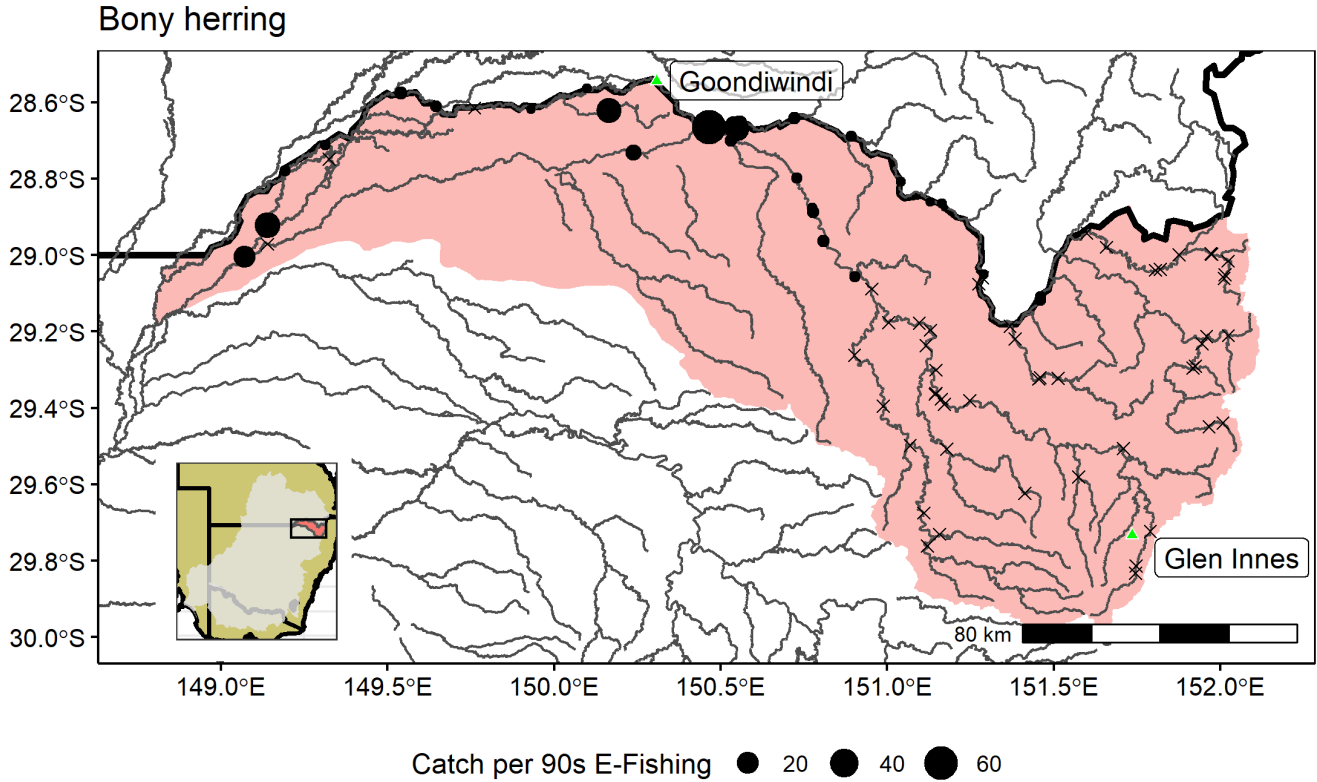 Bony herring
Goondiwindi
28.6°S
28.8°S
29.0°S
29.2°S
29.4°S
29.6°S
29.8°S
30.0°S
Glen Innes
80 km
149.0°E 149.5°E 150.0°E 150.5°E 151.0°E 151.5°E 152.0°E
Catch per 90s E-Fishing 20 40 60